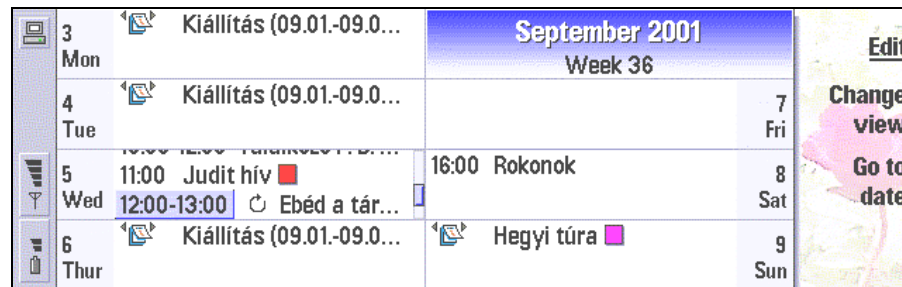 3
Mon
Kiállítás (09.01.-09.0...
4
Tue
Kiállítás (09.01.-09.0...
5
Wed
11:00 Judit hív
12:00-13:00 Ebéd a tár...
6
Thur
Kiállítás (09.01.-09.0...
September 2001
Week 36
7
Fri
16:00 Rokonok
8
Sat
Hegyi túra
9
Sun
Edit
Change
view
Go to
date